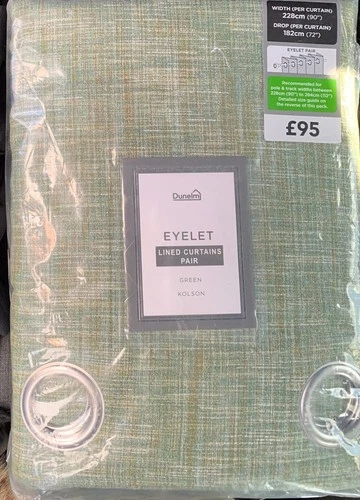 WIDTH (PER CURTAIN)
228cm (90")
DROP (PER CURTAIN)
182cm (72")
EYELET PAIR
Recommended for
pole & track widths between
228cm (90") to 284cm (112")
Detailed size guide on
the reverse of this pack.
£95
Dunelm
EYELET
LINED CURTAINS
PAIR
GREEN
KOLSON